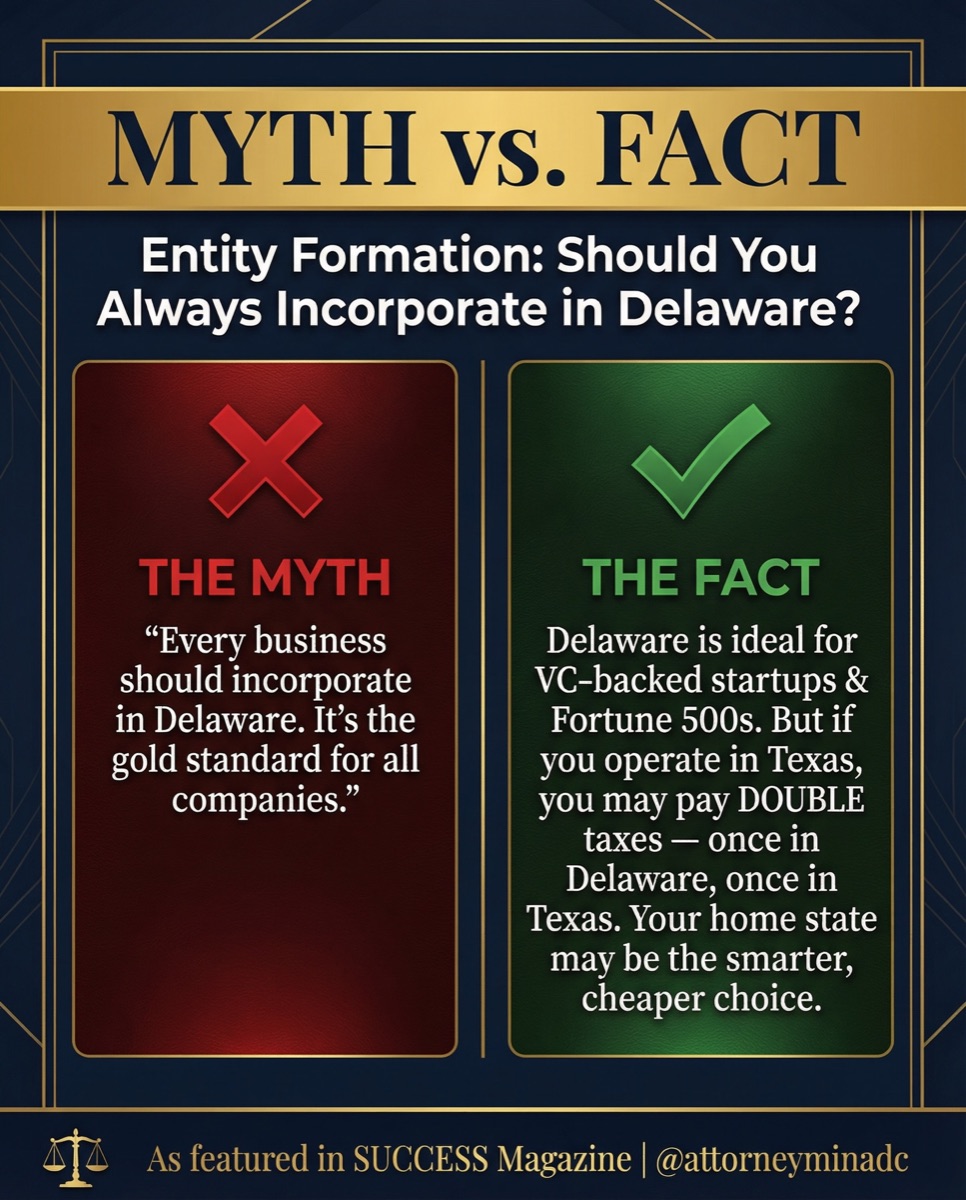 MYTH vs. FACT
Entity Formation: Should You
Always Incorporate in Delaware?
THE MYTH
“Every business
should incorporate
in Delaware. It’s the
gold standard for all
companies.”
THE FACT
Delaware is ideal for
VC-backed startups &
Fortune 500s. But if
you operate in Texas,
you may pay DOUBLE
taxes — once in
Delaware, once in
Texas. Your home state
may be the smarter,
cheaper choice.
As featured in SUCCESS Magazine | @attorneyminadc